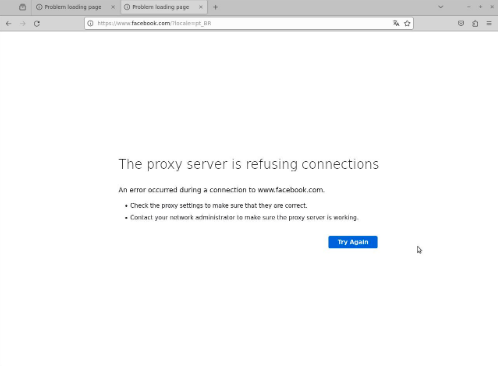 Problem loading page
Problem loading page
https://www.facebook.com/?locale=pt_BR
The proxy server is refusing connections
An error occurred during a connection to www.facebook.com.
• Check the proxy settings to make sure that they are correct.
• Contact your network administrator to make sure the proxy server is working.
Try Again